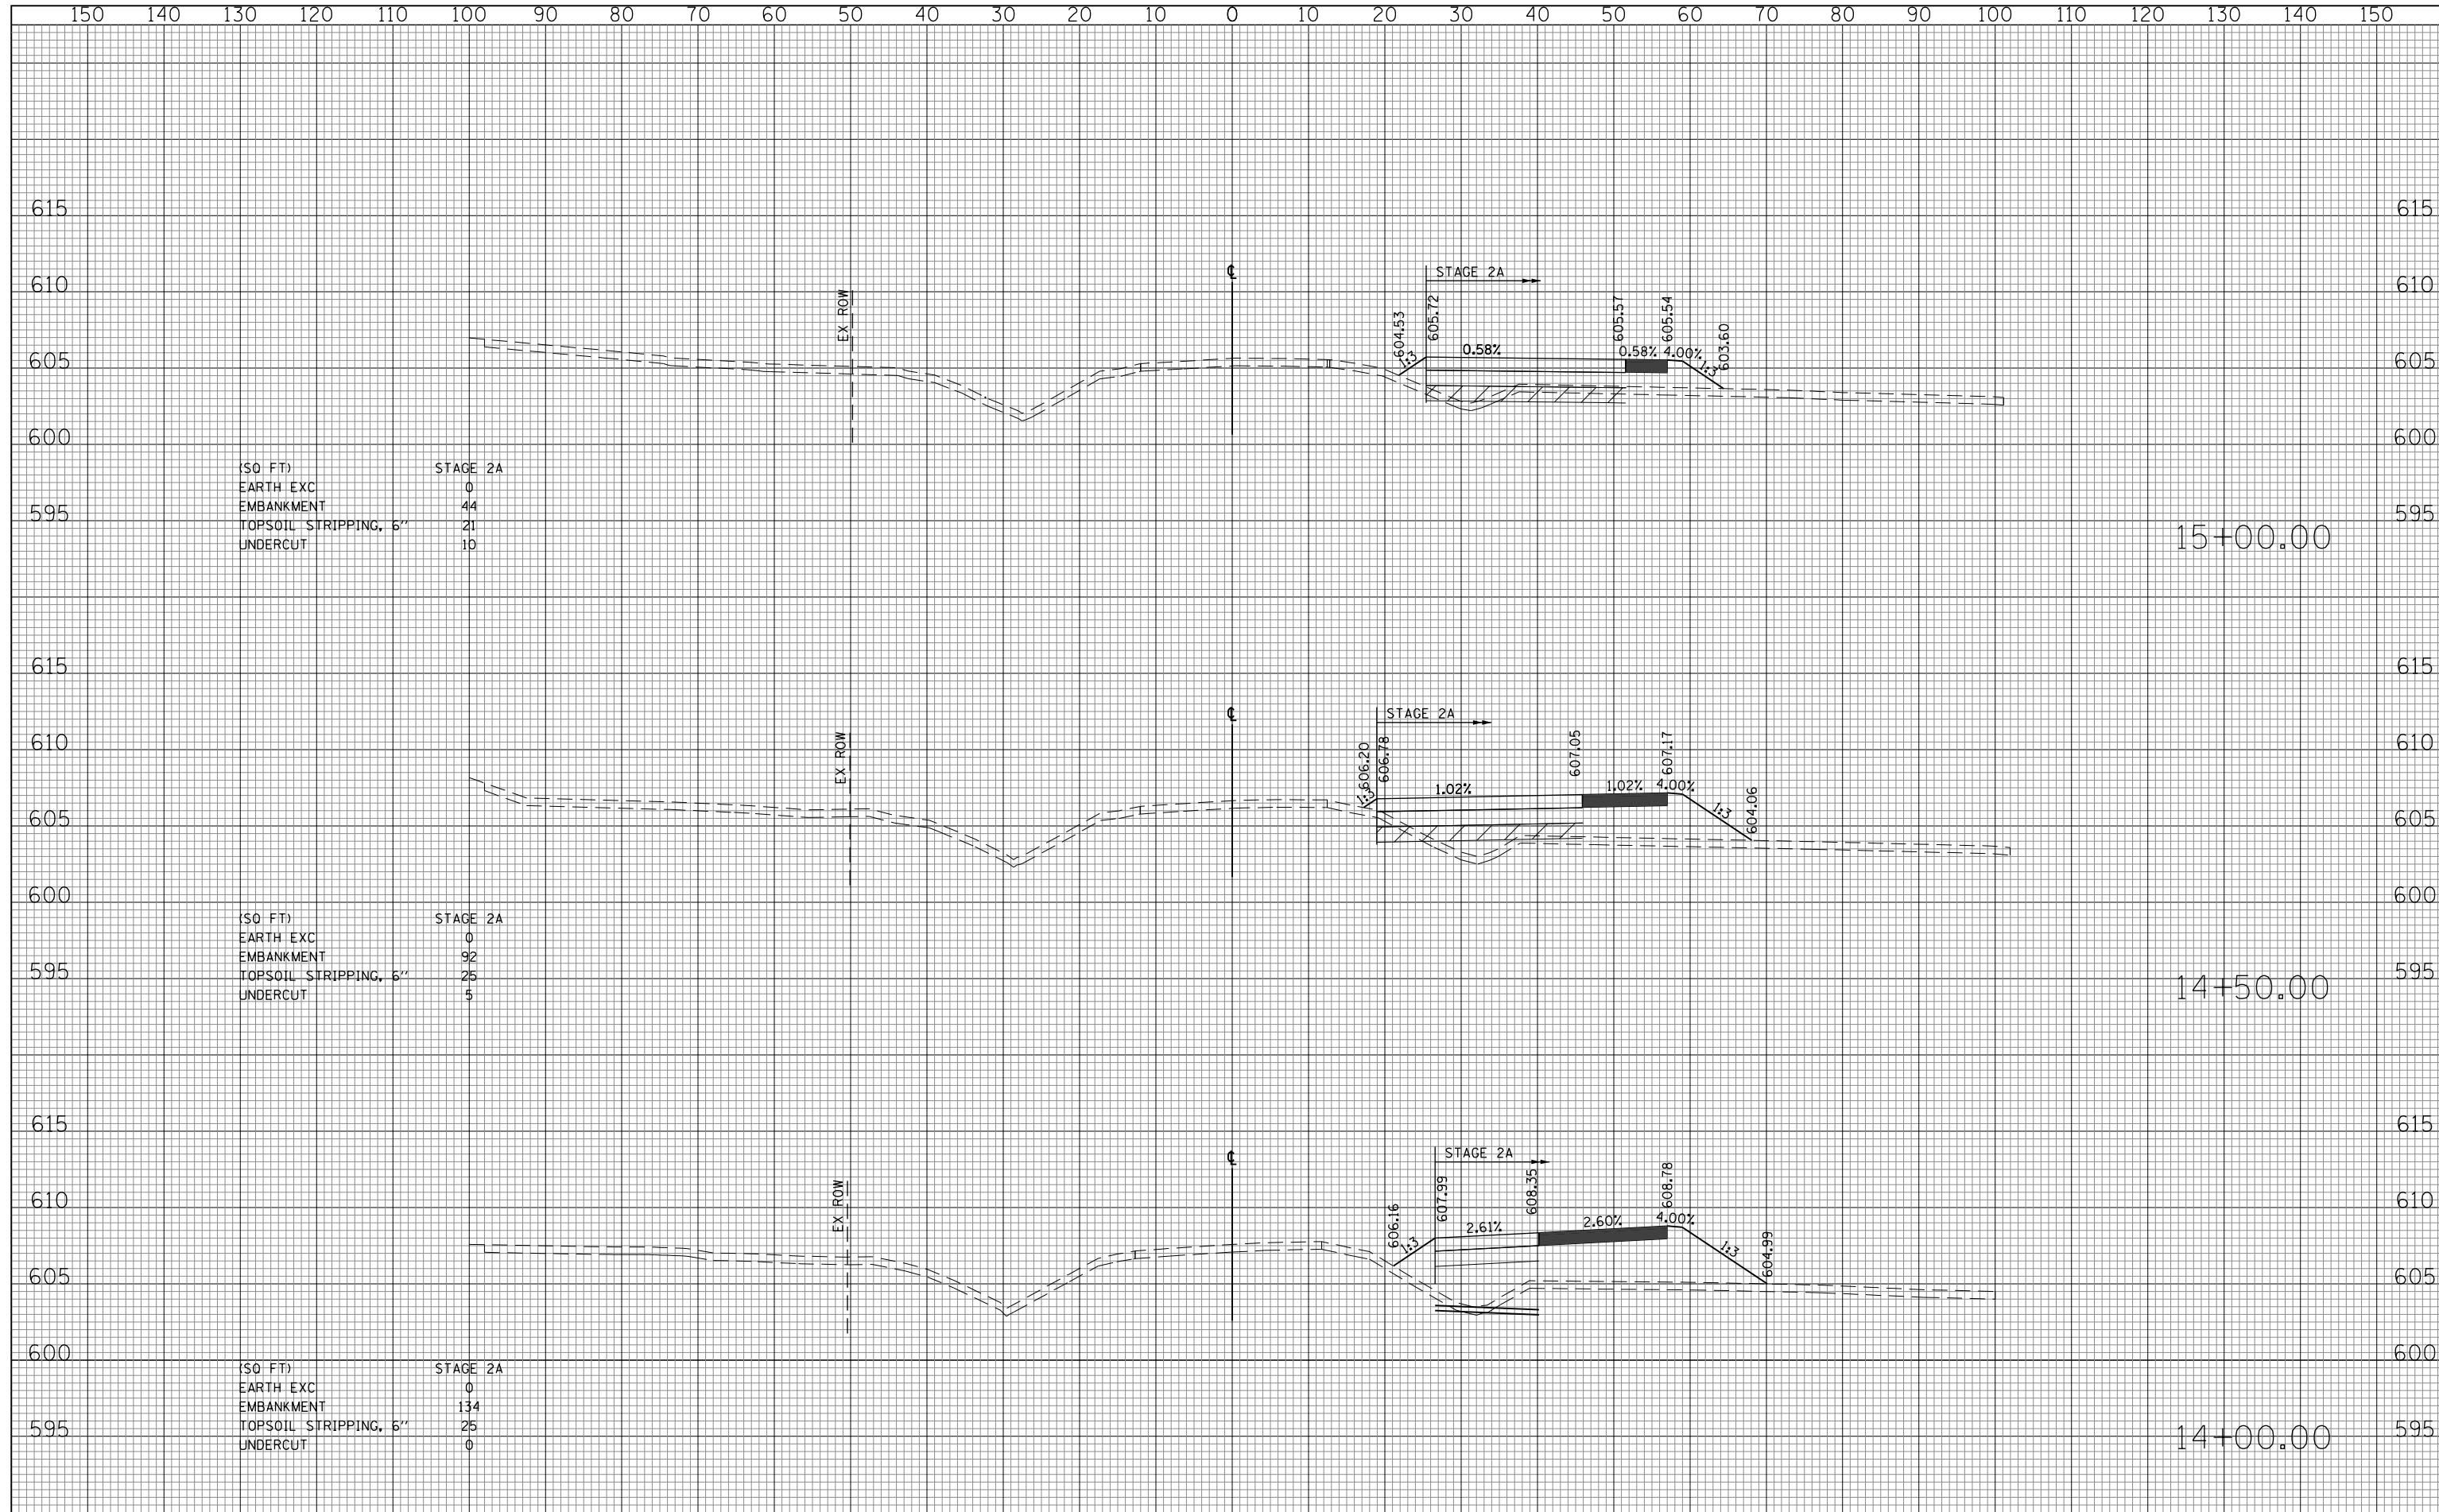 150 140 130 120 110 100 90 80 70 60 50 40 30 20 10 0 10 20 30 40 50 60 70 80 90 100 110 120 130 140 150
615 615
610 ℄ STAGE 2A 610
EX ROW
604.53 605.72 605.57 605.54 603.60
605 1:3 0.58% 0.58% 4.00% 1:3 605
600 600
(SQ FT) STAGE 2A
EARTH EXC 0
EMBANKMENT 44
595 595
TOPSOIL STRIPPING, 6'' 21
UNDERCUT 10
15+00.00
615 615
℄ STAGE 2A
610 610
EX ROW
606.20 606.78 607.05 607.17 604.06
1:3 1.02% 1.02% 4.00% 1:3
605 605
600 600
(SQ FT) STAGE 2A
EARTH EXC 0
EMBANKMENT 92
595 595
TOPSOIL STRIPPING, 6'' 25
UNDERCUT 5
14+50.00
615 615
℄ STAGE 2A
610 610
EX ROW
606.16 607.99 608.35 608.78 604.99
1:3 2.61% 2.60% 4.00% 1:3
605 605
600 600
(SQ FT) STAGE 2A
EARTH EXC 0
EMBANKMENT 134
TOPSOIL STRIPPING, 6'' 25
595 595
UNDERCUT 0
14+00.00